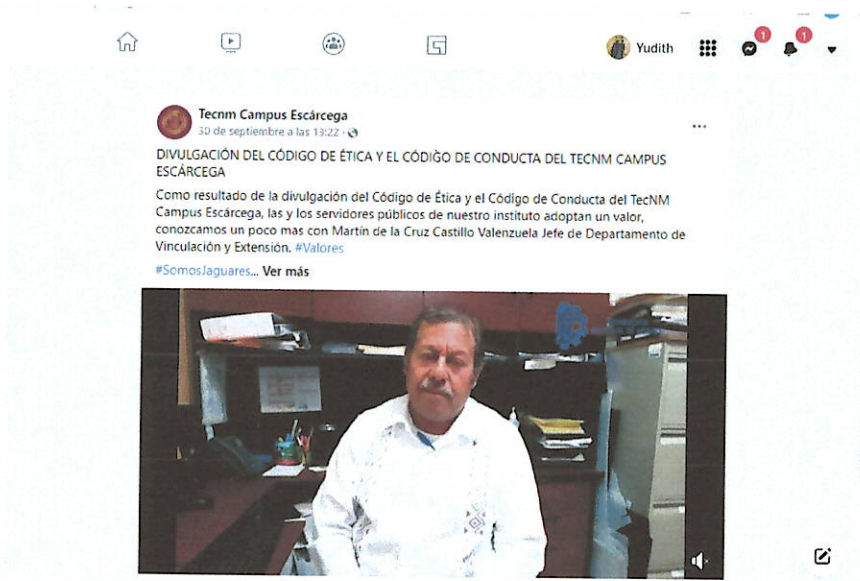 Yudith
1
1
Tecnm Campus Escárcega
30 de septiembre a las 13:22
DIVULGACIÓN DEL CÓDIGO DE ÉTICA Y EL CÓDIGO DE CONDUCTA DEL TECNM CAMPUS
ESCÁRCEGA
Como resultado de la divulgación del Código de Ética y el Código de Conducta del TecNM
Campus Escárcega, las y los servidores públicos de nuestro instituto adoptan un valor,
conozcamos un poco mas con Martín de la Cruz Castillo Valenzuela Jefe de Departamento de
Vinculación y Extensión. #Valores
#SomosJaguares... Ver más